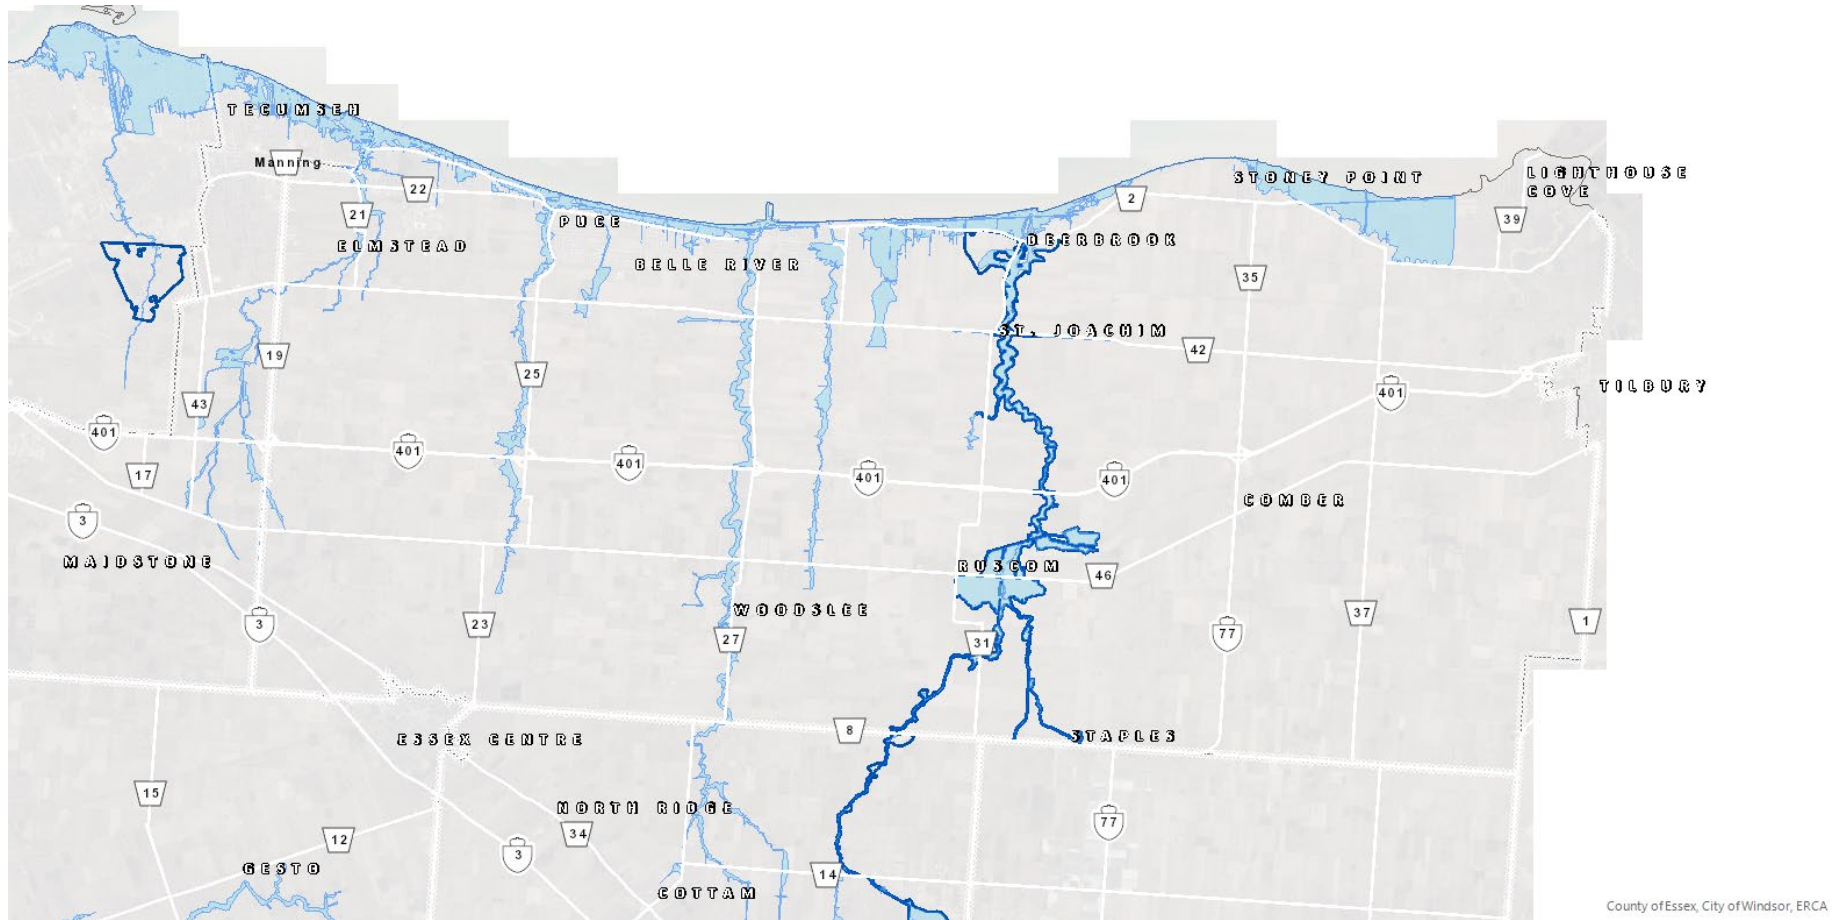 TECUMSEH
Manning
22
STONEY POINT
LIGHTHOUSE
COVE
2
21
PUCE
39
ELMSTEAD
DEERBROOK
BELLE RIVER
35
ST. JOACHIM
42
19
25
TILBURY
401
43
401
401
401
401
401
17
COMBER
3
MAIDSTONE
RUSCOM
46
WOODSLEE
37
1
3
23
27
31
77
8
STAPLES
ESSEX CENTRE
15
NORTH RIDGE
77
12
34
3
GESTO
14
COTTAM
County of Essex, City of Windsor, ERCA